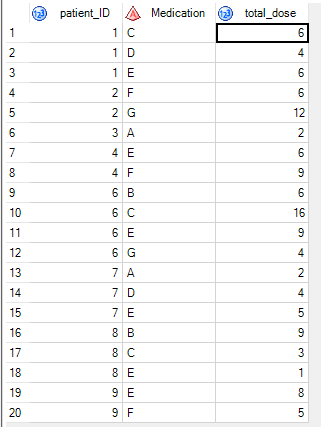 123 patient_ID Medication 123 total_dose
1 1 C 6
2 1 D 4
3 1 E 6
4 2 F 6
5 2 G 12
6 3 A 2
7 4 E 6
8 4 F 9
9 6 B 6
10 6 C 16
11 6 E 9
12 6 G 4
13 7 A 2
14 7 D 4
15 7 E 5
16 8 B 9
17 8 C 3
18 8 E 1
19 9 E 8
20 9 F 5